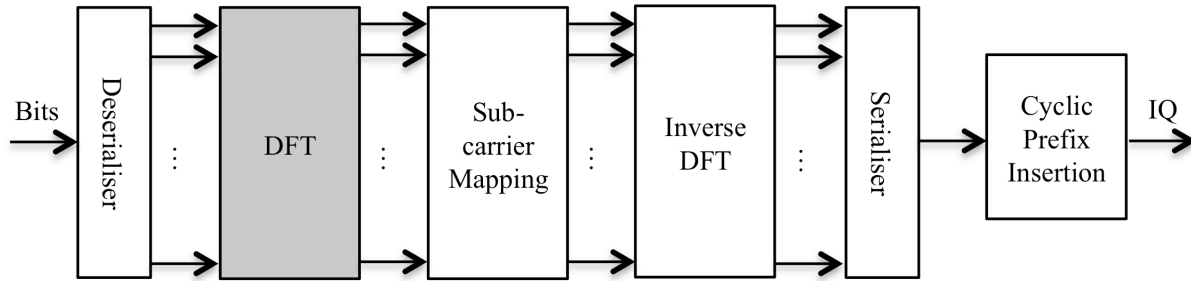 Bits
Deserialiser
DFT
Sub-
carrier
Mapping
Inverse
DFT
Serialiser
Cyclic
Prefix
Insertion
IQ